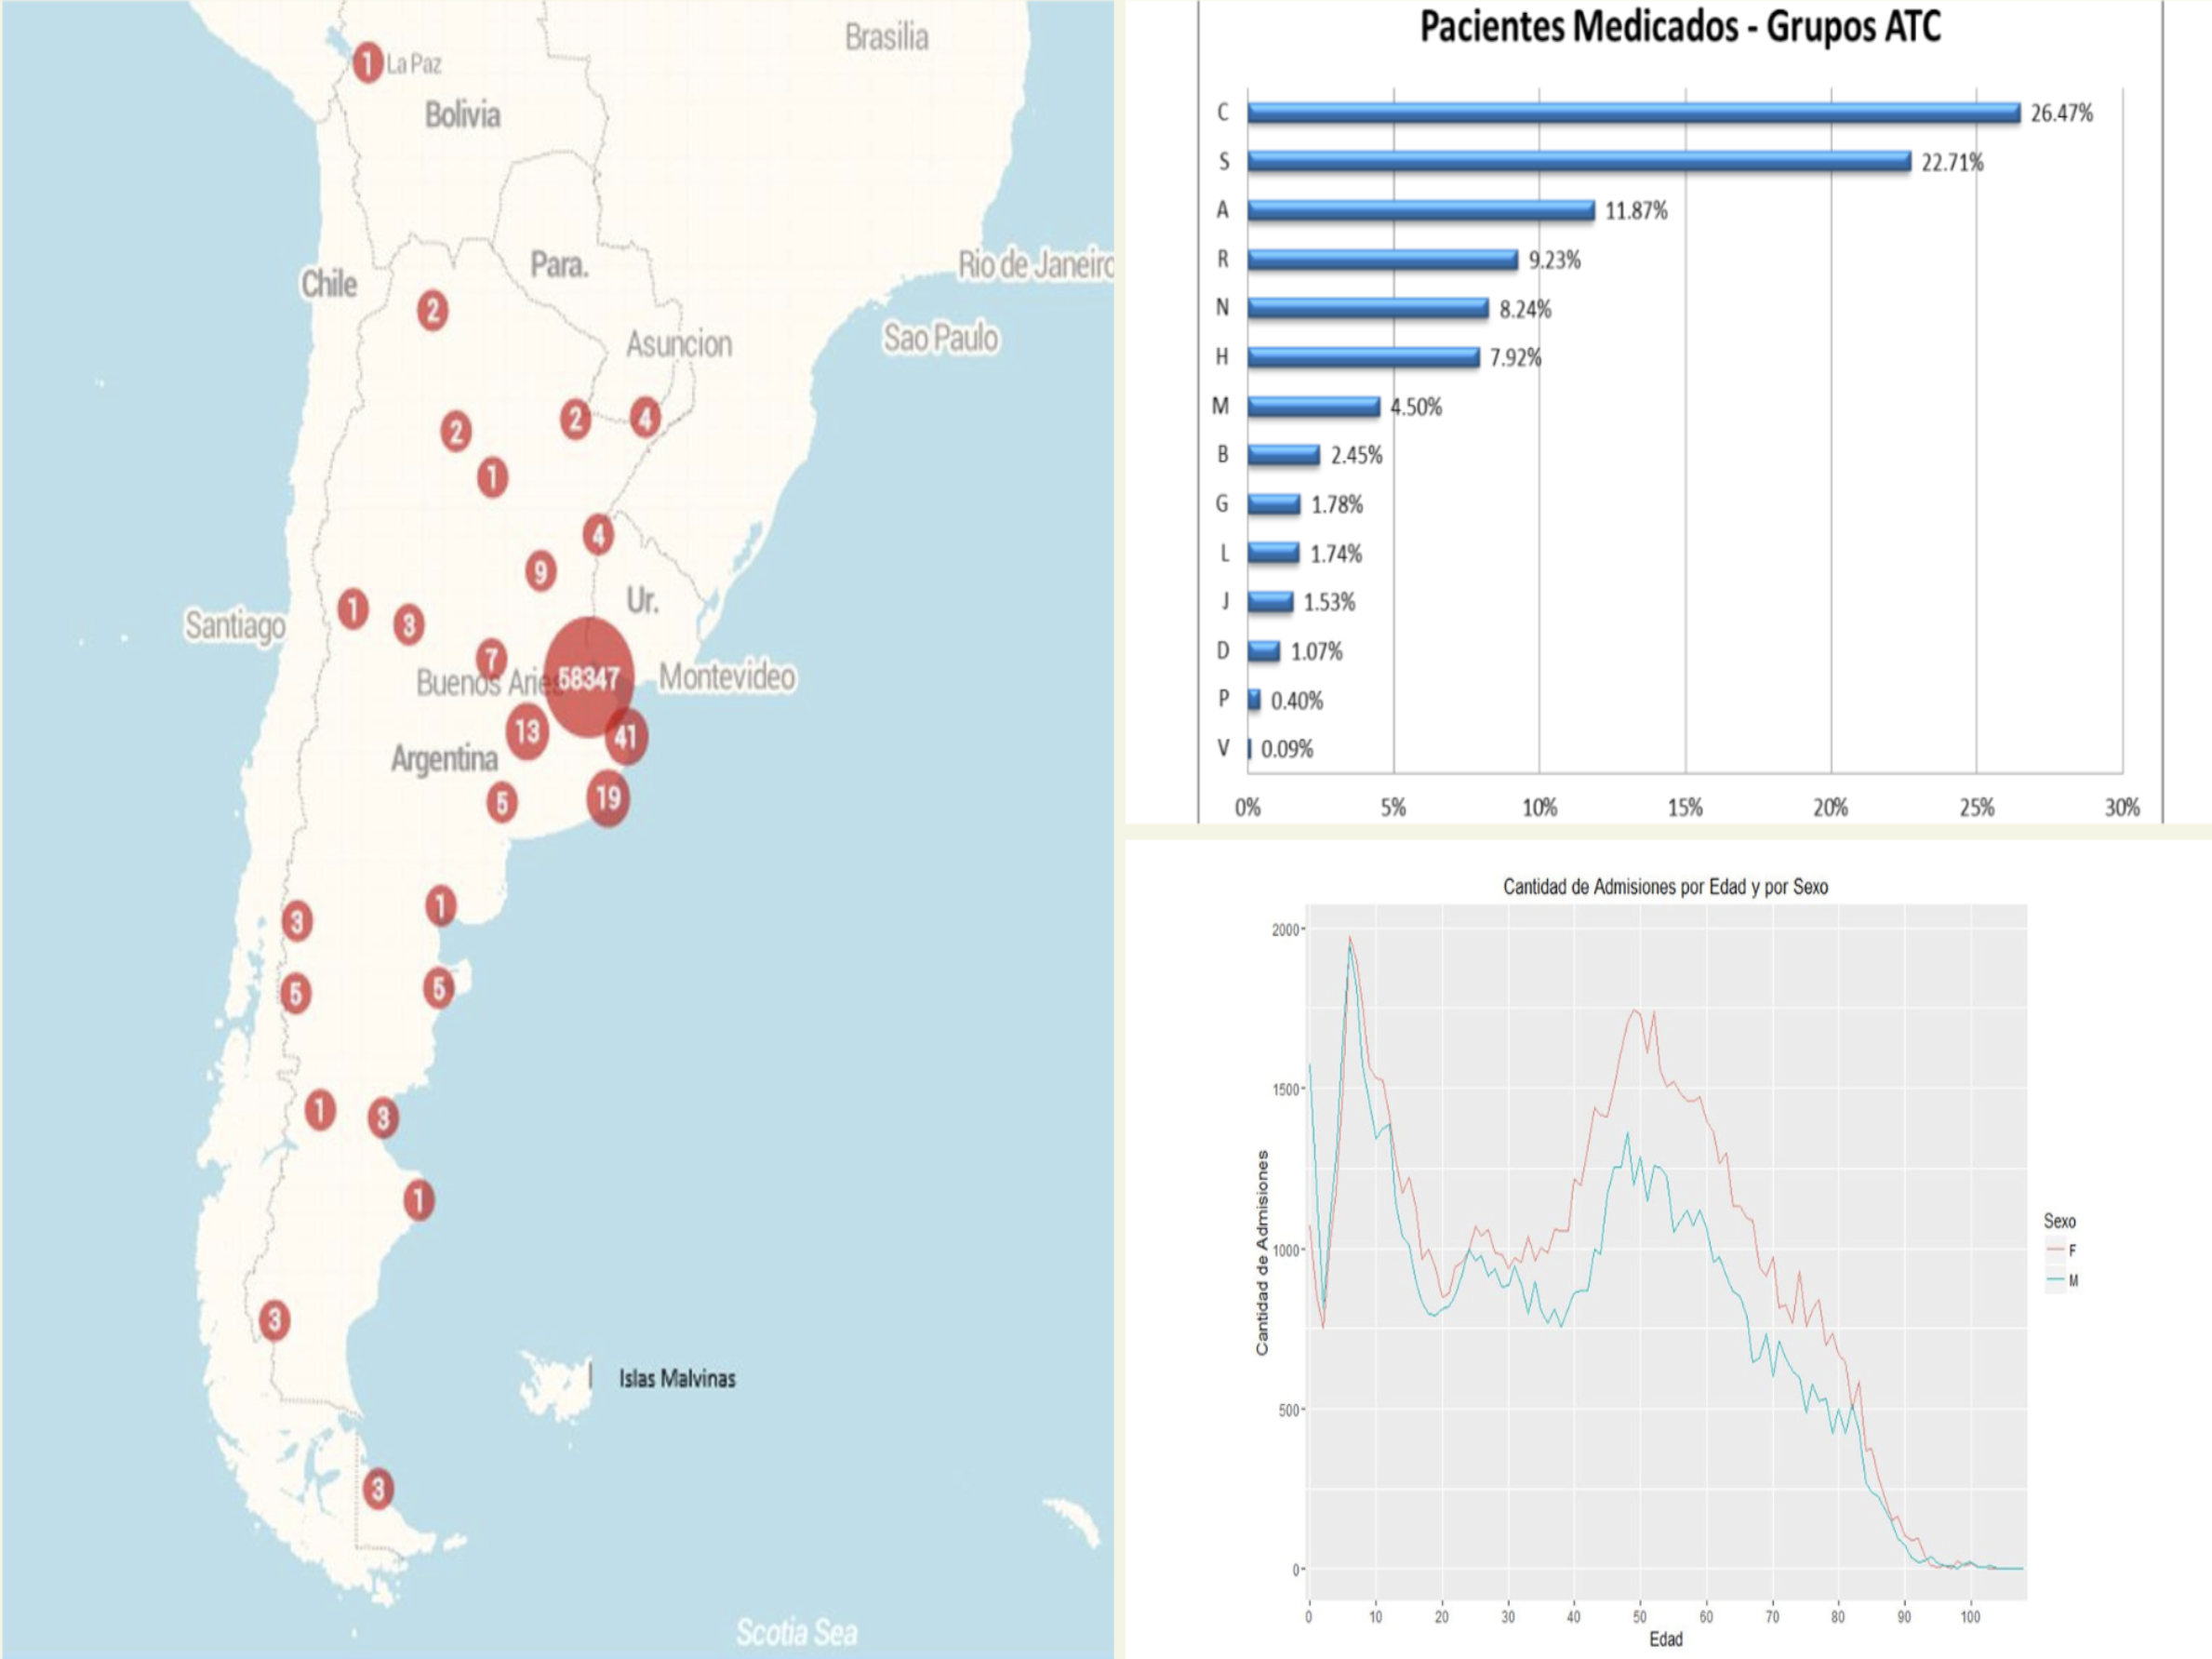 Brasilia
1 La Paz
Bolivia
Para.
Chile
Rio de Janeiro
2
Asuncion
Sao Paulo
2
4
2
1
4
9
Ur.
1
3
Santiago
7
58347
Buenos Aries
Montevideo
13
41
Argentina
5
19
1
3
5
5
1
3
1
3
Islas Malvinas
3
Scotia Sea
Pacientes Medicados - Grupos ATC
C 26.47%
S 22.71%
A 11.87%
R 9.23%
N 8.24%
H 7.92%
M 4.50%
B 2.45%
G 1.78%
L 1.74%
J 1.53%
D 1.07%
P 0.40%
V 0.09%
0% 5% 10% 15% 20% 25% 30%
Cantidad de Admisiones por Edad y por Sexo
2000
1500
1000
500
0
Cantidad de Admisiones
Sexo
F
M
0 10 20 30 40 50 60 70 80 90 100
Edad